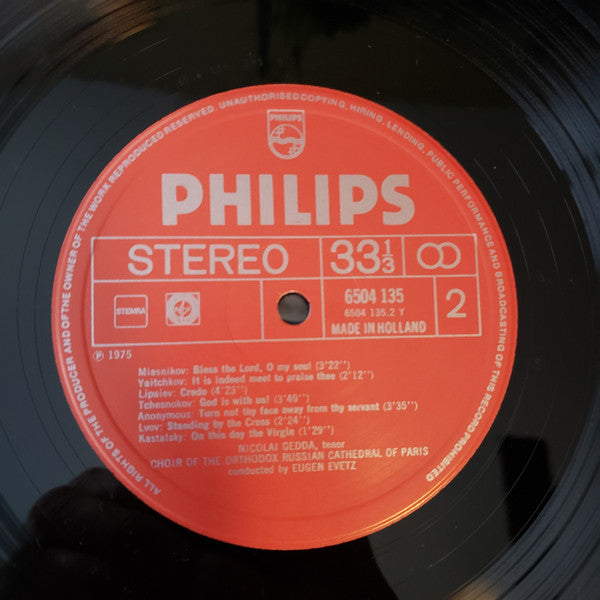 ALL RIGHTS OF THE PRODUCER AND OF THE OWNER OF THE WORK REPRODUCED RESERVED. UNAUTHORISED COPYING, HIRING, LENDING, PUBLIC PERFORMANCE AND BROADCASTING OF THIS RECORD PROHIBITED
PHILIPS
PHILIPS
STEREO 33 1/3
STEMRA
6504 135
6504 135.2 Y
MADE IN HOLLAND
2
℗ 1975
Miasnikov: Bless the Lord, O my soul (3'22'')
Yaitchkov: It is indeed meet to praise thee (2'12'')
Lipaiev: Credo (4'23'')
Tchesnokov: God is with us! (3'49'')
Anonymous: Turn not thy face away from thy servant (3'35'')
Lvov: Standing by the Cross (2'24'')
Kastalsky: On this day the Virgin (1'29'')
NICOLAI GEDDA, tenor
CHOIR OF THE ORTHODOX RUSSIAN CATHEDRAL OF PARIS
conducted by EUGEN EVETZ